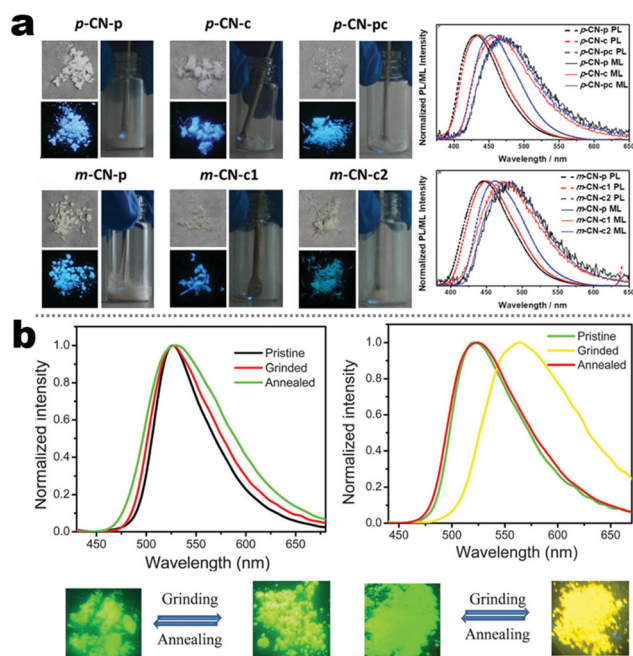 a
p-CN-p
p-CN-c
p-CN-pc
m-CN-p
m-CN-c1
m-CN-c2
Normalized PL/ML Intensity
p-CN-p PL
p-CN-c PL
p-CN-pc PL
p-CN-p ML
p-CN-c ML
p-CN-pc ML
400 450 500 550 600 650
Wavelength / nm
Normalized PL/ML Intensity
m-CN-p PL
m-CN-c1 PL
m-CN-c2 PL
m-CN-p ML
m-CN-c1 ML
m-CN-c2 ML
400 450 500 550 600 650
Wavelength / nm
b
Normalized intensity
1.0
0.8
0.6
0.4
0.2
0.0
Pristine
Grinded
Annealed
450 500 550 600 650
Wavelength (nm)
Normalized intensity
1.0
0.8
0.6
0.4
0.2
0.0
Pristine
Grinded
Annealed
450 500 550 600 650
Wavelength (nm)
Grinding
Annealing
Grinding
Annealing